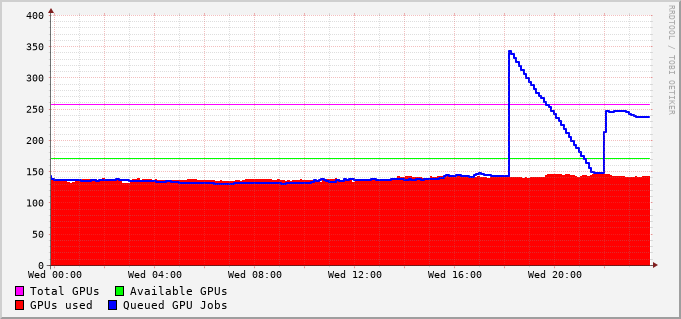 400
350
300
250
200
150
100
50
0
Wed 00:00 Wed 04:00 Wed 08:00 Wed 12:00 Wed 16:00 Wed 20:00
Total GPUs Available GPUs
GPUs used Queued GPU Jobs
RRDTOOL / TOBI OETIKER